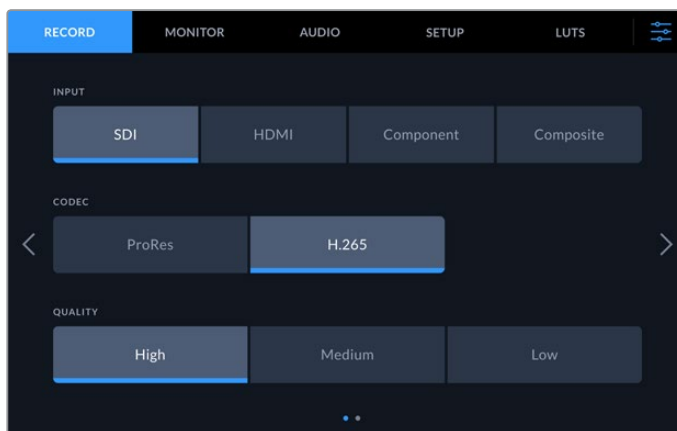 RECORD MONITOR AUDIO SETUP LUTS
INPUT
SDI HDMI Component Composite
CODEC
ProRes H.265
QUALITY
High Medium Low